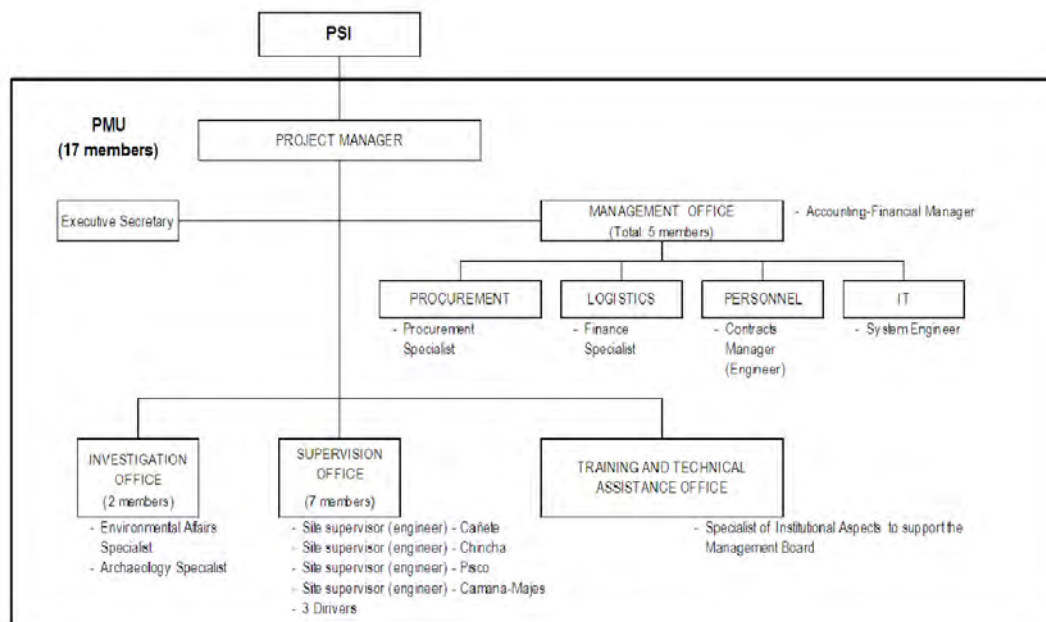 PSI
PMU
(17 members)
PROJECT MANAGER
Executive Secretary
MANAGEMENT OFFICE
(Total: 5 members)
- Accounting-Financial Manager
PROCUREMENT
- Procurement
Specialist
LOGISTICS
- Finance
Specialist
PERSONNEL
- Contracts
Manager
(Engineer)
IT
- System Engineer
INVESTIGATION
OFFICE
(2 members)
- Environmental Affairs
Specialist
- Archaeology Specialist
SUPERVISION
OFFICE
(7 members)
- Site supervisor (engineer) - Cañete
- Site supervisor (engineer) - Chincha
- Site supervisor (engineer) - Pisco
- Site supervisor (engineer) - Camana-Majes
- 3 Dirivers
TRAINING AND TECHNICAL
ASSISTANCE OFFICE
- Specialist of Institutional Aspects to support the
Management Board